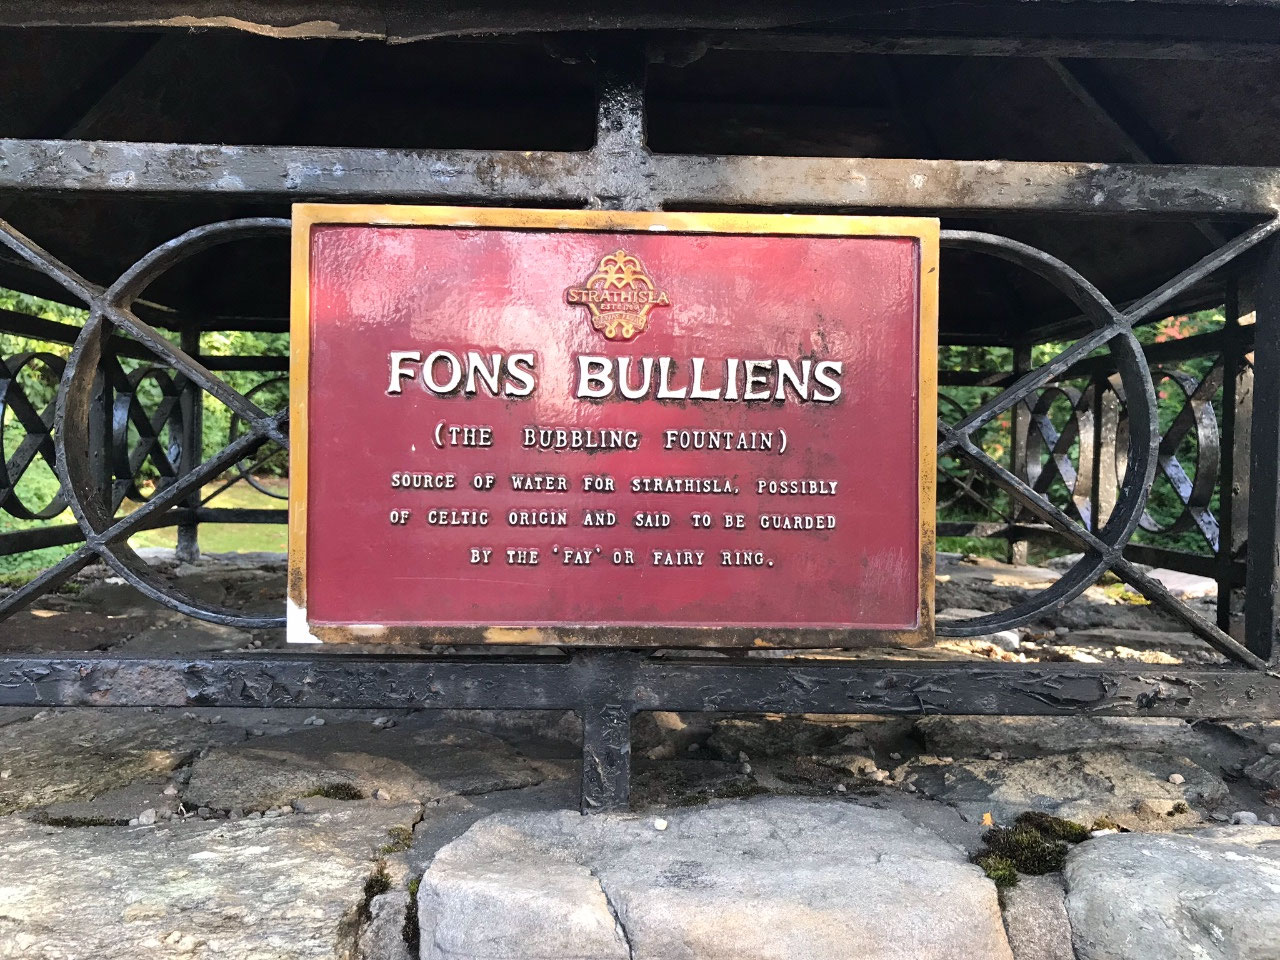 STRATHISLA
FONS BULLIENS
(THE BUBBLING FOUNTAIN)
SOURCE OF WATER FOR STRATHISLA, POSSIBLY
OF CELTIC ORIGIN AND SAID TO BE GUARDED
BY THE 'FAY' OR FAIRY RING.